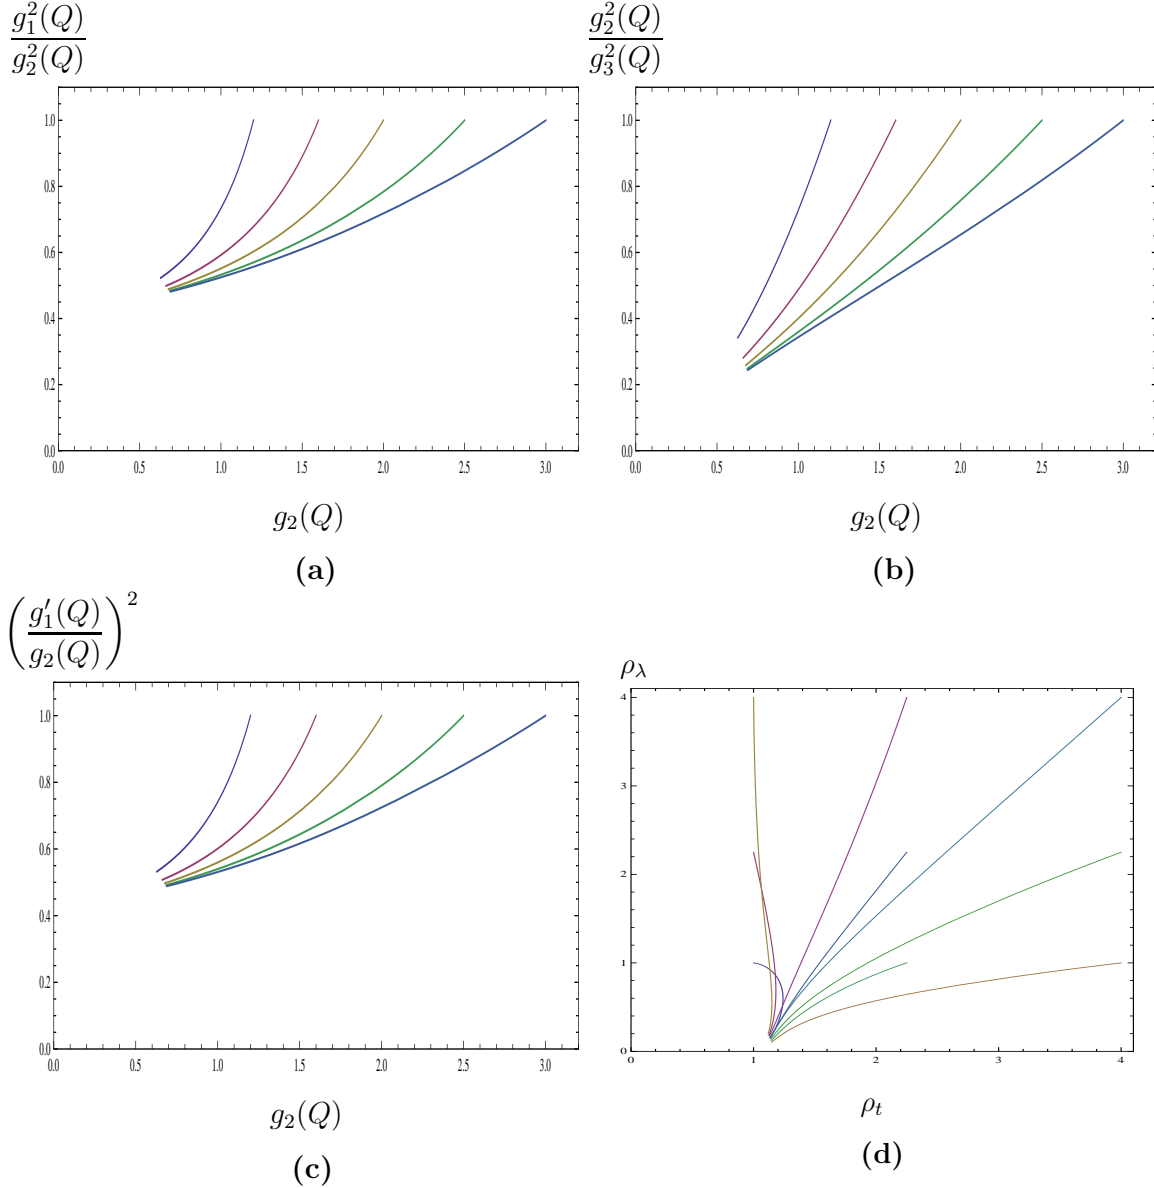 g_1^2(Q)/g_2^2(Q)
1.0
0.8
0.6
0.4
0.2
0.0
0.0 0.5 1.0 1.5 2.0 2.5 3.0
g_2(Q)
(a)
g_2^2(Q)/g_3^2(Q)
1.0
0.8
0.6
0.4
0.2
0.0
0.0 0.5 1.0 1.5 2.0 2.5 3.0
g_2(Q)
(b)
(g'_1(Q)/g_2(Q))^2
1.0
0.8
0.6
0.4
0.2
0.0
0.0 0.5 1.0 1.5 2.0 2.5 3.0
g_2(Q)
(c)
ρ_λ
4
3
2
1
0
0 1 2 3 4
ρ_t
(d)